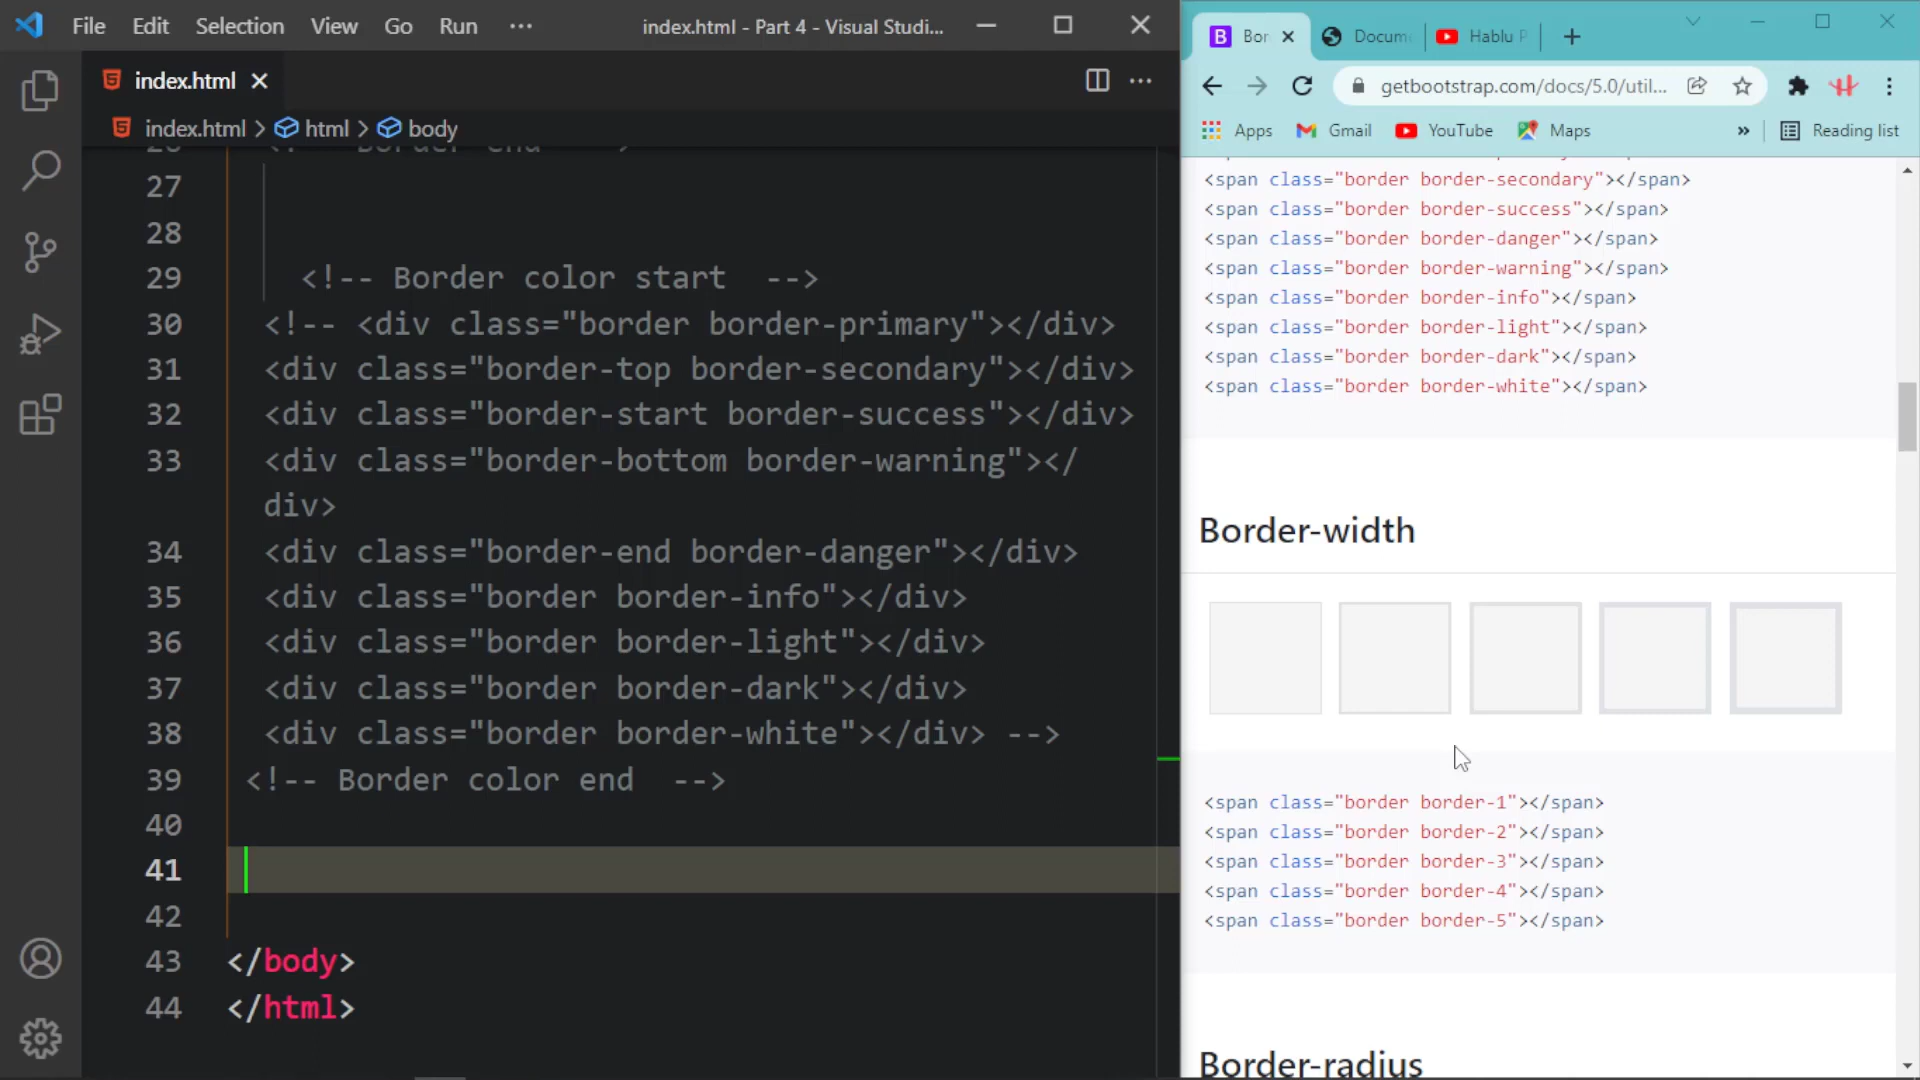 File Edit Selection View Go Run ··· index.html - Part 4 - Visual Studi...
index.html
index.html > html > body
26 <!-- Border end -->
27
28
29 <!-- Border color start -->
30 <!-- <div class="border border-primary"></div>
31 <div class="border-top border-secondary"></div>
32 <div class="border-start border-success"></div>
33 <div class="border-bottom border-warning"></
div>
34 <div class="border-end border-danger"></div>
35 <div class="border border-info"></div>
36 <div class="border border-light"></div>
37 <div class="border border-dark"></div>
38 <div class="border border-white"></div> -->
39 <!-- Border color end -->
40
41
42
43 </body>
44 </html>
B Bor Docum Hablu P
getbootstrap.com/docs/5.0/util...
Apps Gmail YouTube Maps » Reading list
<span class="border border-secondary"></span>
<span class="border border-success"></span>
<span class="border border-danger"></span>
<span class="border border-warning"></span>
<span class="border border-info"></span>
<span class="border border-light"></span>
<span class="border border-dark"></span>
<span class="border border-white"></span>
Border-width
<span class="border border-1"></span>
<span class="border border-2"></span>
<span class="border border-3"></span>
<span class="border border-4"></span>
<span class="border border-5"></span>
Border-radius